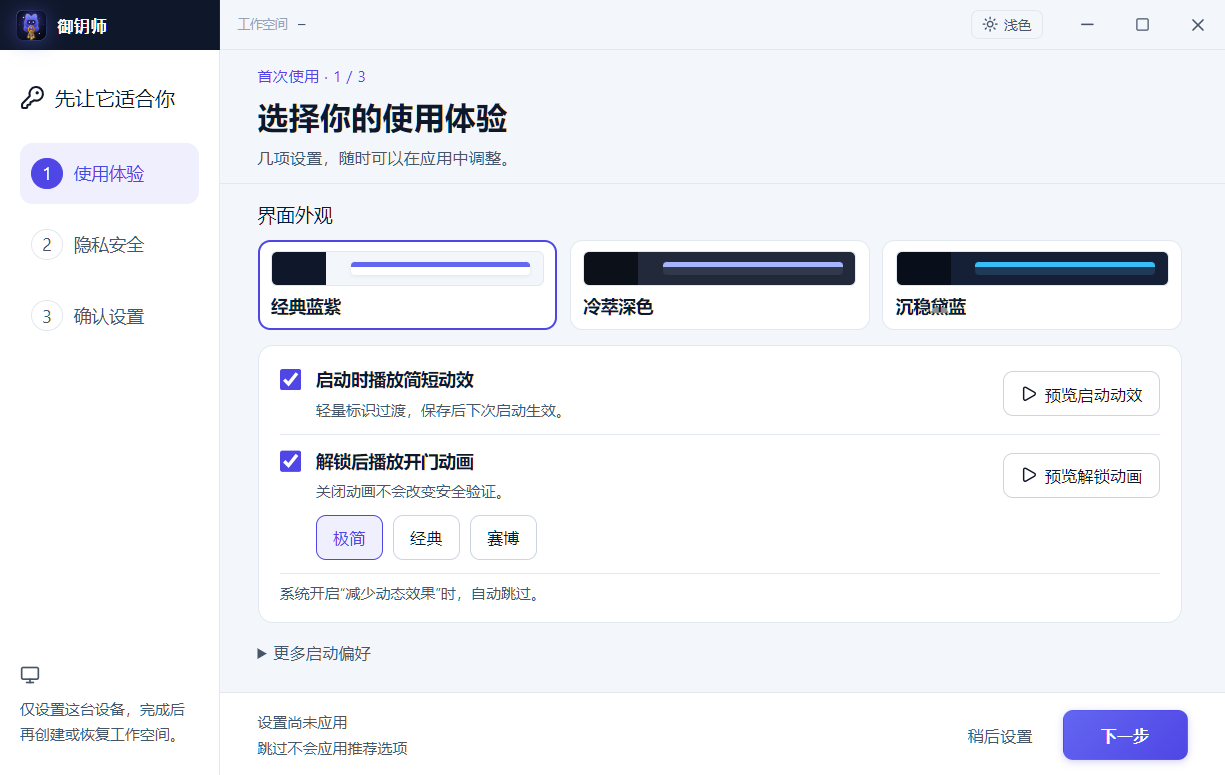 御钥师
工作空间 –
浅色
先让它适合你
1 使用体验
2 隐私安全
3 确认设置
仅设置这台设备，完成后
再创建或恢复工作空间。
首次使用 · 1 / 3
选择你的使用体验
几项设置，随时可以在应用中调整。
界面外观
经典蓝紫
冷萃深色
沉稳黛蓝
启动时播放简短动效
轻量标识过渡，保存后下次启动生效。
预览启动动效
解锁后播放开门动画
关闭动画不会改变安全验证。
预览解锁动画
极简 经典 赛博
系统开启“减少动态效果”时，自动跳过。
更多启动偏好
设置尚未应用
跳过不会应用推荐选项
稍后设置
下一步